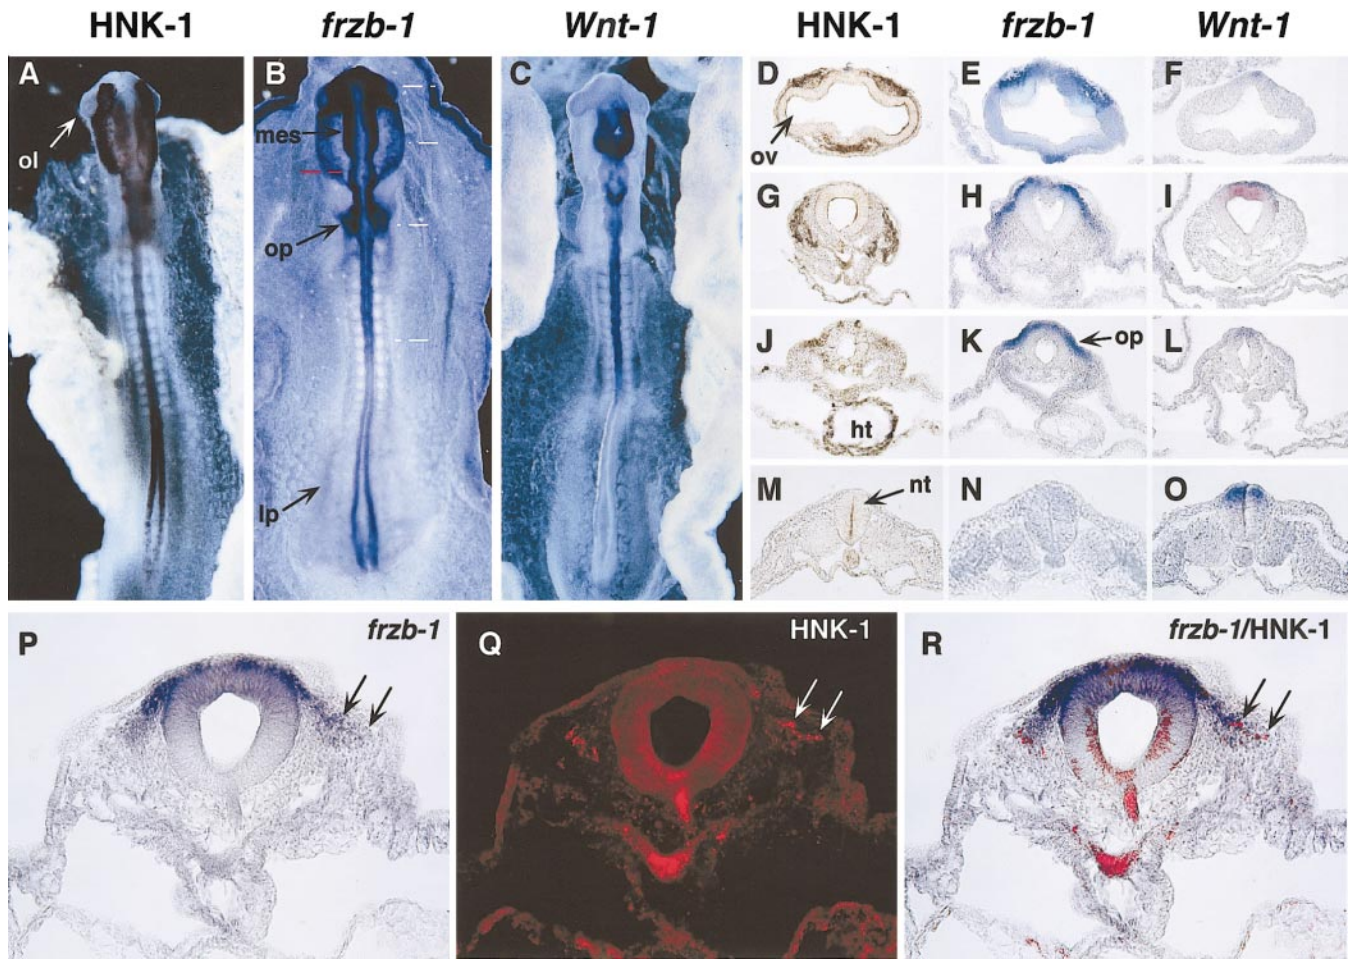 HNK-1 frzb-1 Wnt-1 HNK-1 frzb-1 Wnt-1
A B C D E F
ol mes op lp ov
G H I
J K L
op
ht
M N O
nt
P frzb-1 Q HNK-1 R frzb-1/HNK-1